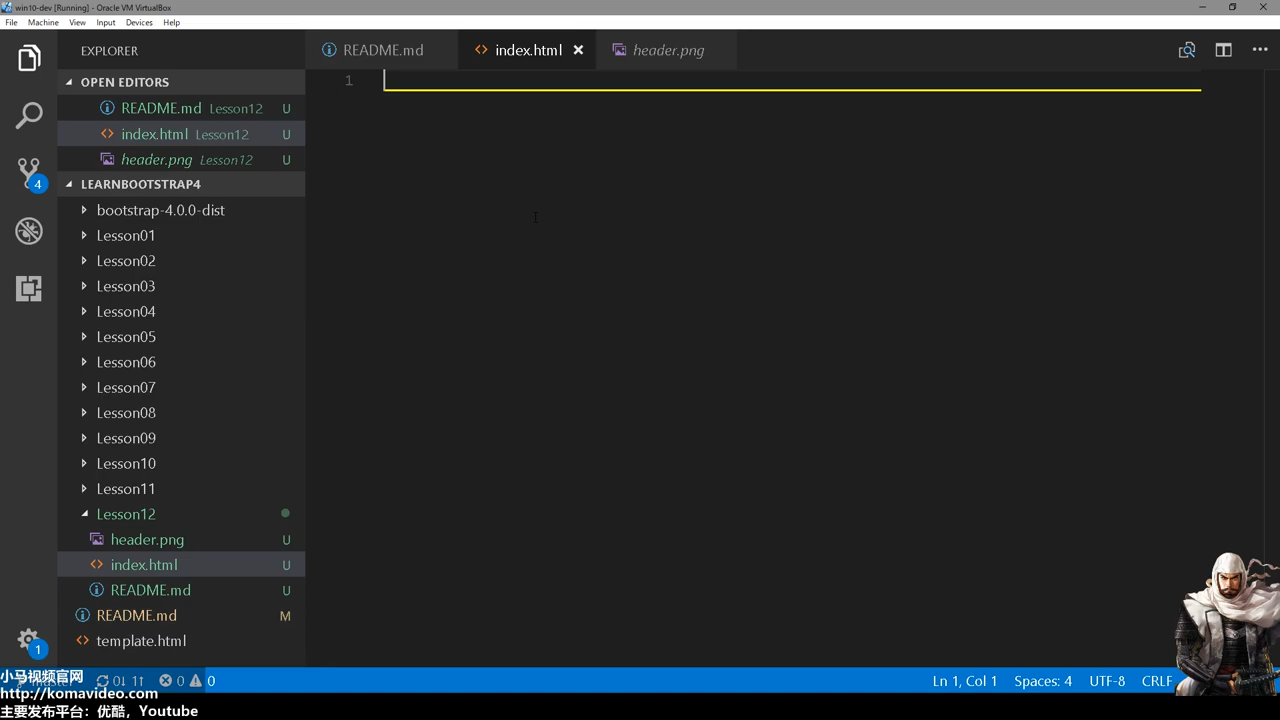 win10-dev [Running] - Oracle VM VirtualBox
File Machine View Input Devices Help
EXPLORER
OPEN EDITORS
README.md Lesson12 U
index.html Lesson12 U
header.png Lesson12 U
LEARNBOOTSTRAP4
bootstrap-4.0.0-dist
Lesson01
Lesson02
Lesson03
Lesson04
Lesson05
Lesson06
Lesson07
Lesson08
Lesson09
Lesson10
Lesson11
Lesson12
header.png U
index.html U
README.md U
README.md M
template.html
4
1
README.md
index.html
header.png
1
小马视频官网
http://komavideo.com
主要发布平台：优酷，Youtube
0↓ 1↑ 0 0
Ln 1, Col 1 Spaces: 4 UTF-8 CRLF